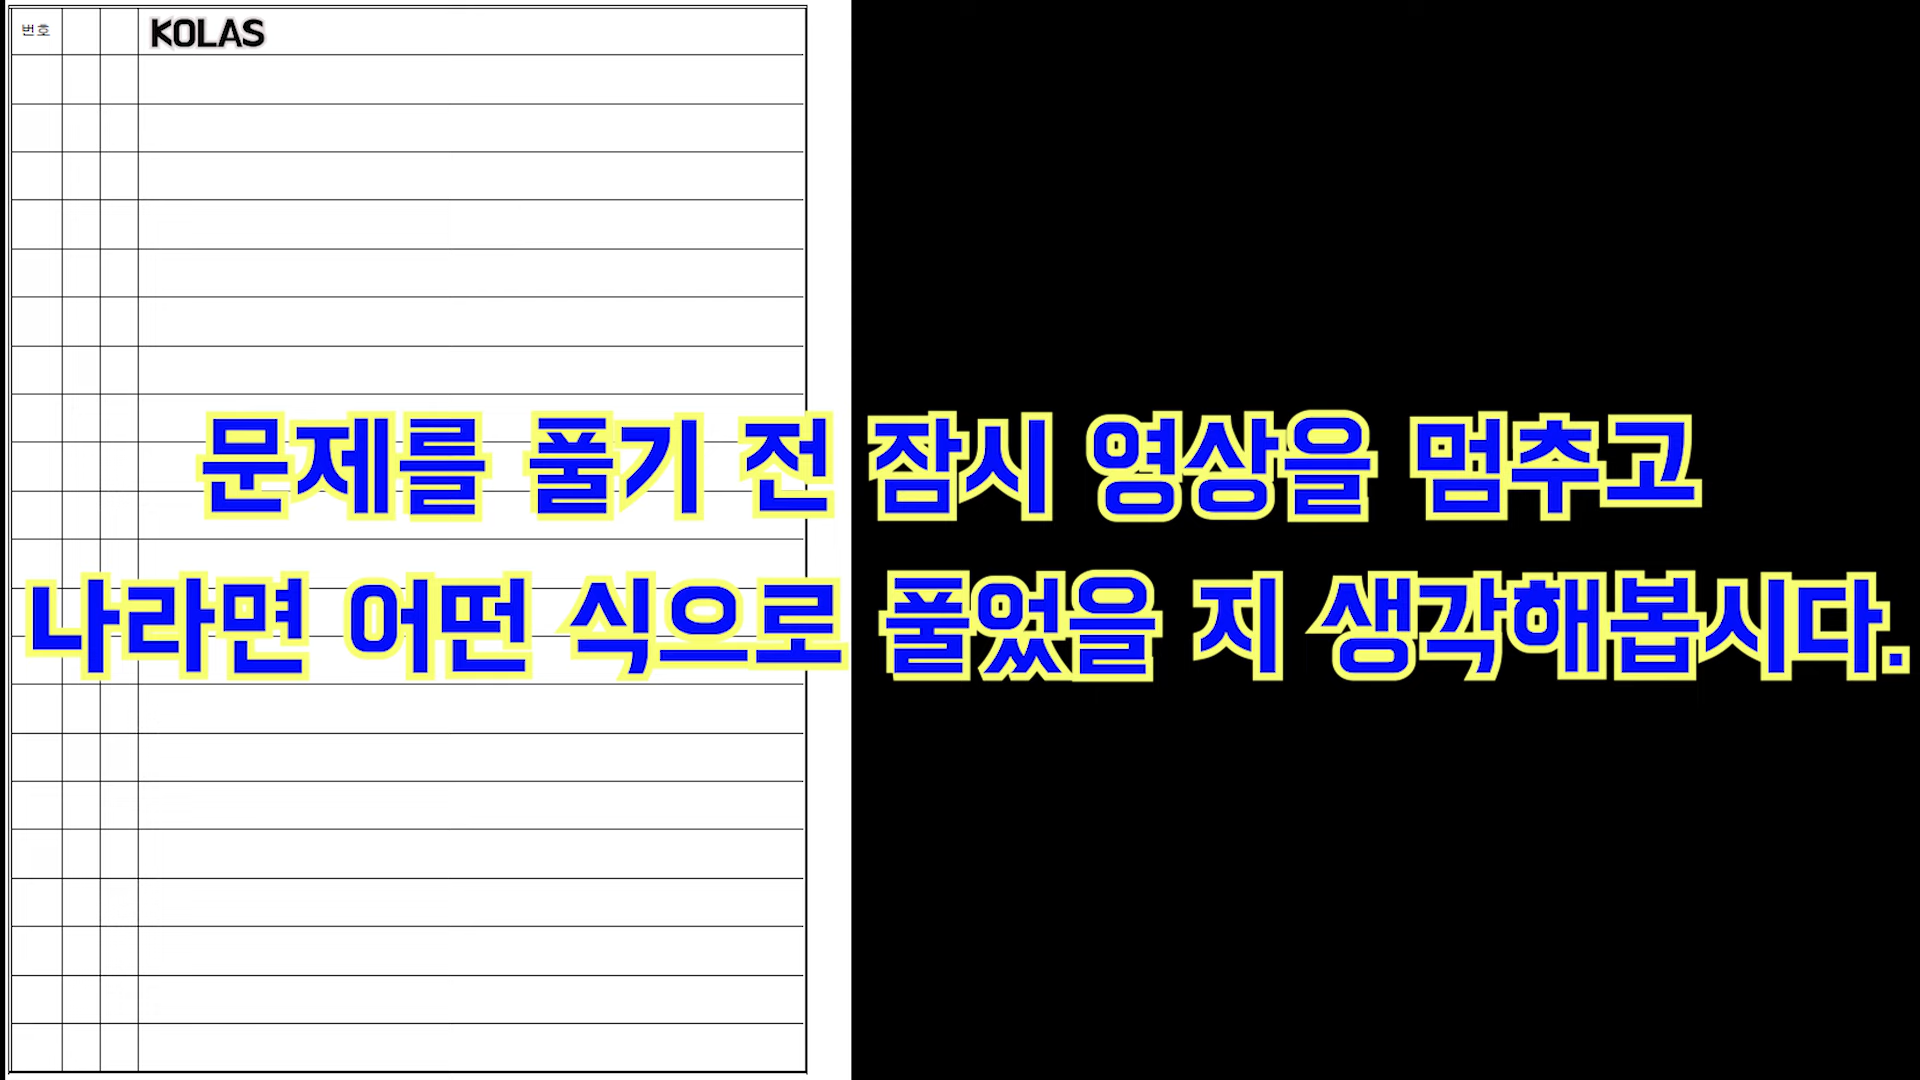 번호
KOLAS
문제를 풀기 전 잠시 영상을 멈추고
나라면 어떤 식으로 풀었을 지 생각해봅시다.